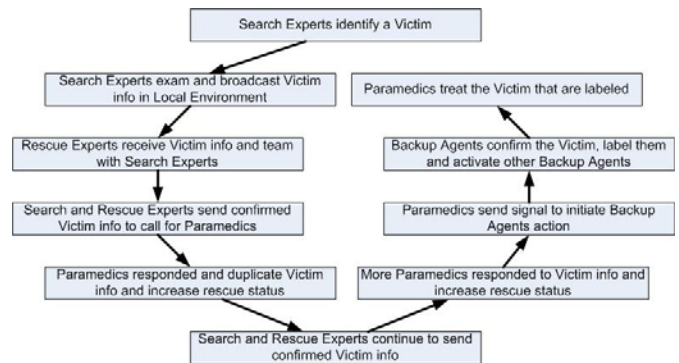 Search Experts identify a Victim
Search Experts exam and broadcast Victim
info in Local Environment
Rescue Experts receive Victim info and team
with Search Experts
Search and Rescue Experts send confirmed
Victim info to call for Paramedics
Paramedics responded and duplicate Victim
info and increase rescue status
Search and Rescue Experts continue to send
confirmed Victim info
More Paramedics responded to Victim info and
increase rescue status
Paramedics send signal to initiate Backup
Agents action
Backup Agents confirm the Victim, label them
and activate other Backup Agents
Paramedics treat the Victim that are labeled